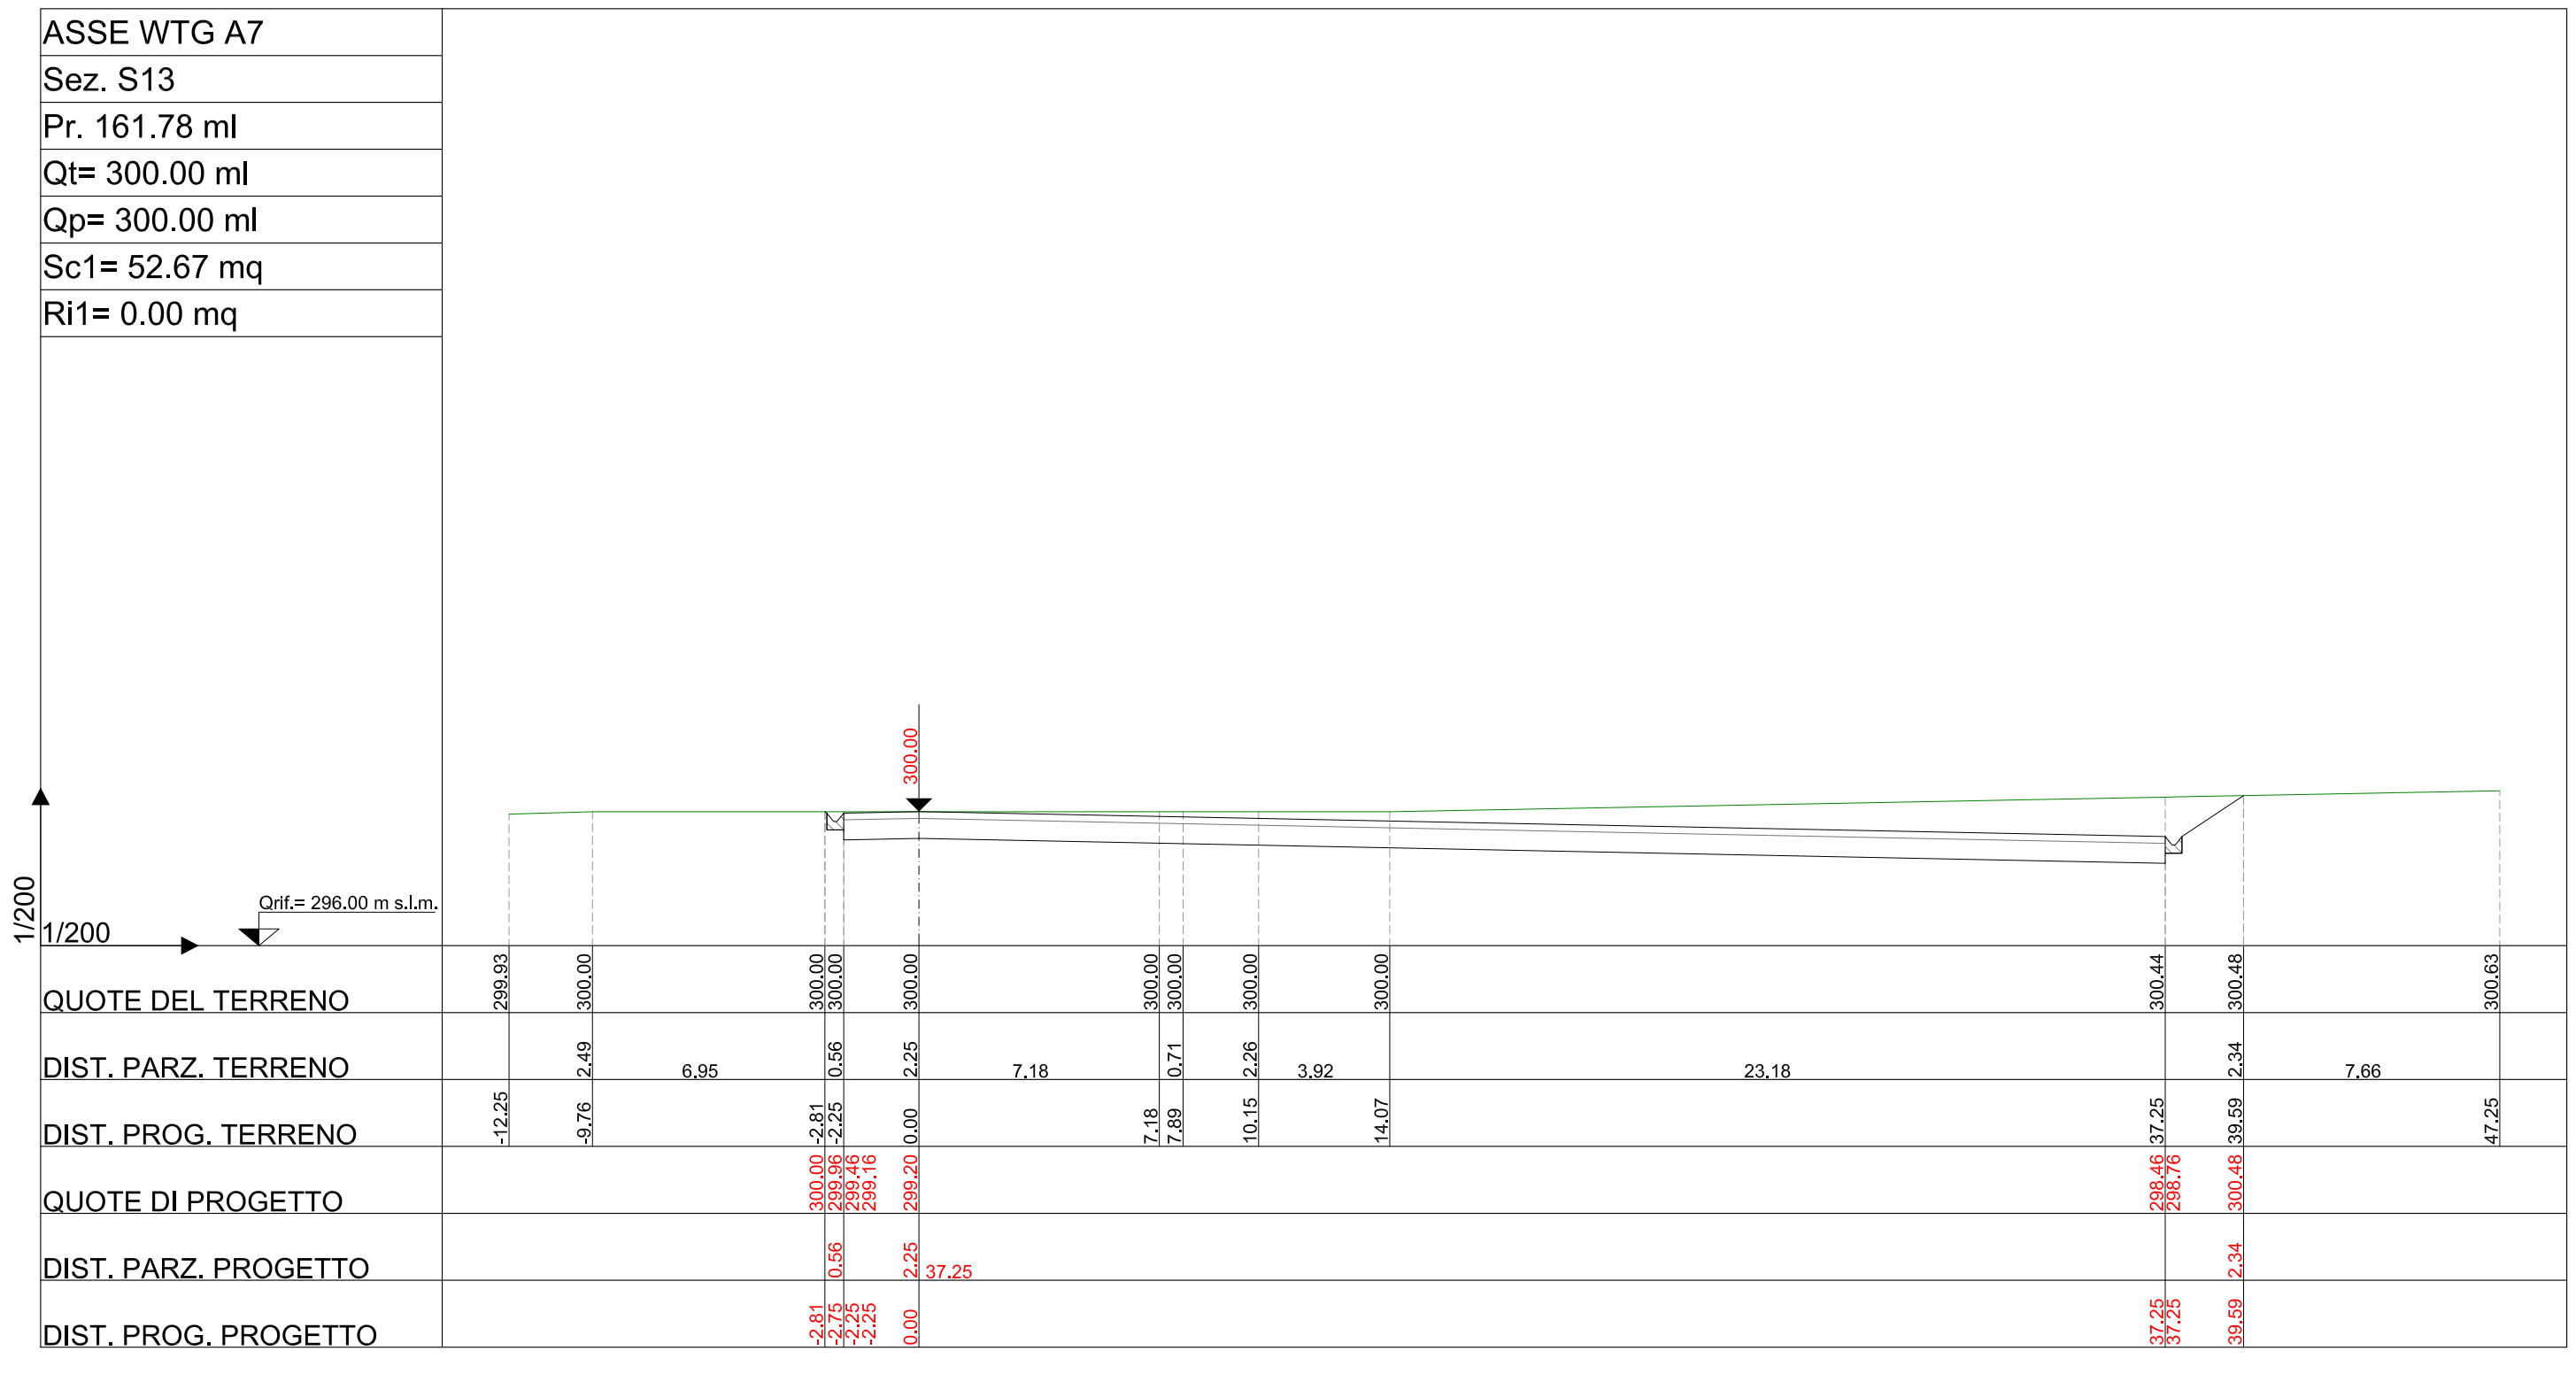 ASSE WTG A7
Sez. S13
Pr. 161.78 ml
Qt= 300.00 ml
Qp= 300.00 ml
Sc1= 52.67 mq
Ri1= 0.00 mq
300.00
1/200
1/200
Qrif.= 296.00 m s.l.m.
QUOTE DEL TERRENO 299.93 300.00 300.00 300.00 300.00 300.00 300.00 300.00 300.00 300.44 300.48 300.63
DIST. PARZ. TERRENO 2.49 6.95 0.56 2.25 7.18 0.71 2.26 3.92 23.18 2.34 7.66
DIST. PROG. TERRENO -12.25 -9.76 -2.81 -2.25 0.00 7.18 7.89 10.15 14.07 37.25 39.59 47.25
QUOTE DI PROGETTO 300.00 299.96 299.46 299.16 299.20 298.46 298.76 300.48
DIST. PARZ. PROGETTO 0.56 2.25 37.25 2.34
DIST. PROG. PROGETTO -2.81 -2.75 -2.25 -2.25 0.00 37.25 37.25 39.59